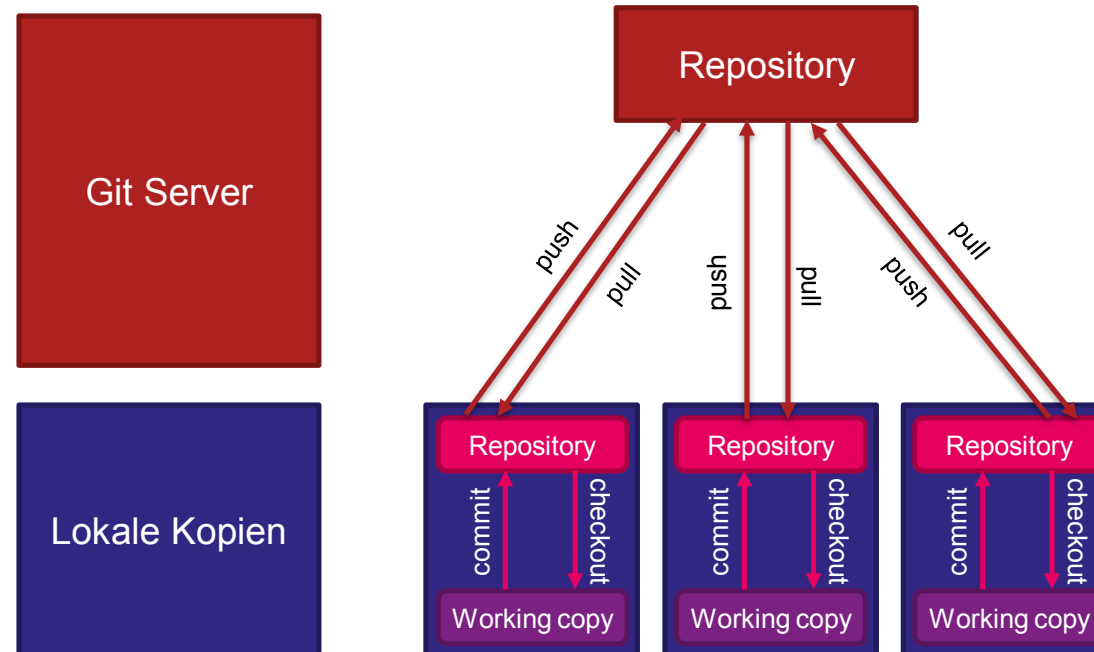 Repository
Git Server
push
pull
push
pull
push
pull
Lokale Kopien
Repository
commit
checkout
Working copy
Repository
commit
checkout
Working copy
Repository
commit
checkout
Working copy